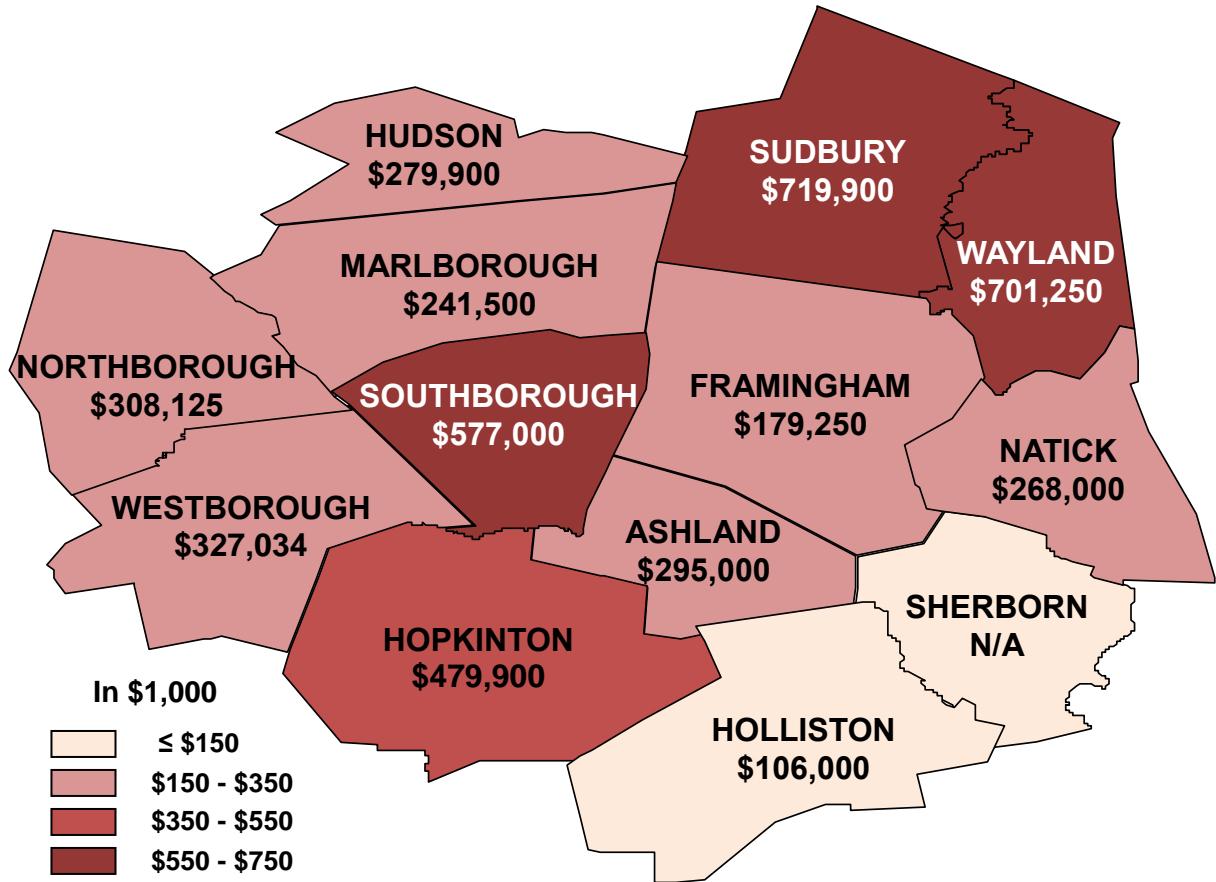 HUDSON
$279,900
SUDBURY
$719,900
WAYLAND
$701,250
MARLBOROUGH
$241,500
NORTHBOROUGH
$308,125
SOUTHBOROUGH
$577,000
FRAMINGHAM
$179,250
NATICK
$268,000
WESTBOROUGH
$327,034
ASHLAND
$295,000
SHERBORN
N/A
HOPKINTON
$479,900
HOLLISTON
$106,000
In $1,000
≤ $150
$150 - $350
$350 - $550
$550 - $750